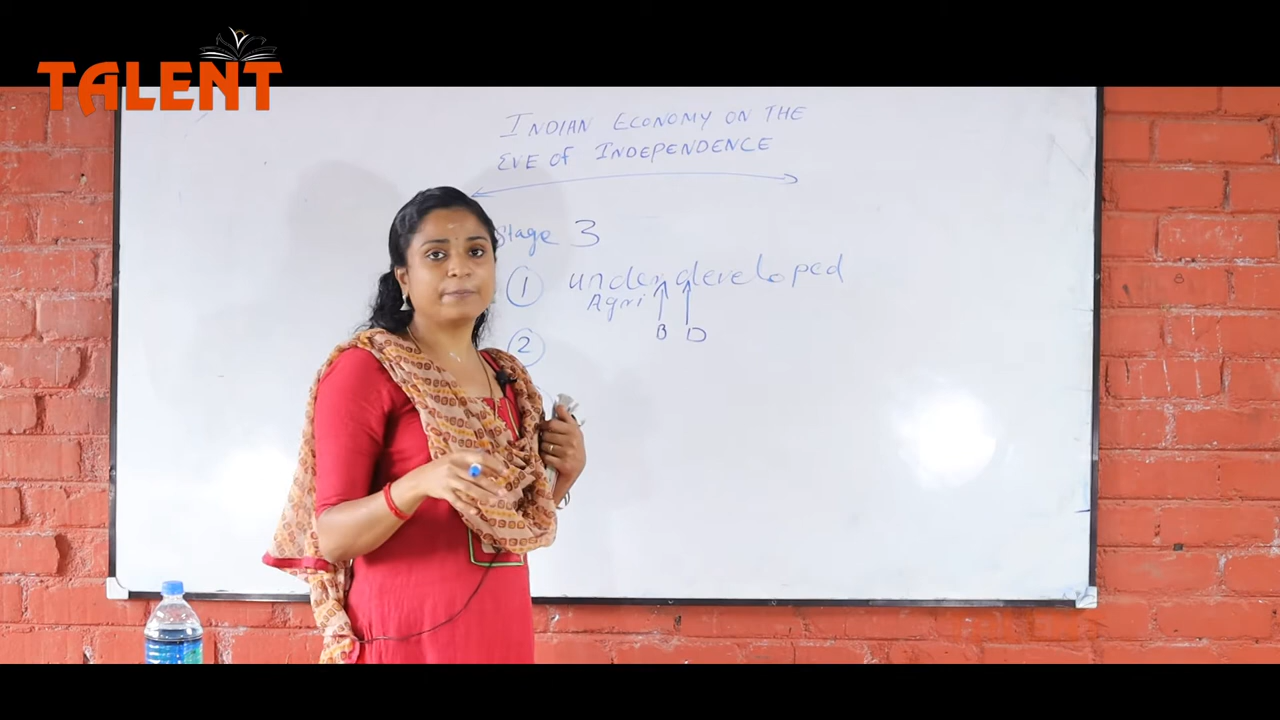 TALENT
INDIAN ECONOMY ON THE
EVE OF INDEPENDENCE
Stage 3
1 underdeveloped
Agri
B D
2